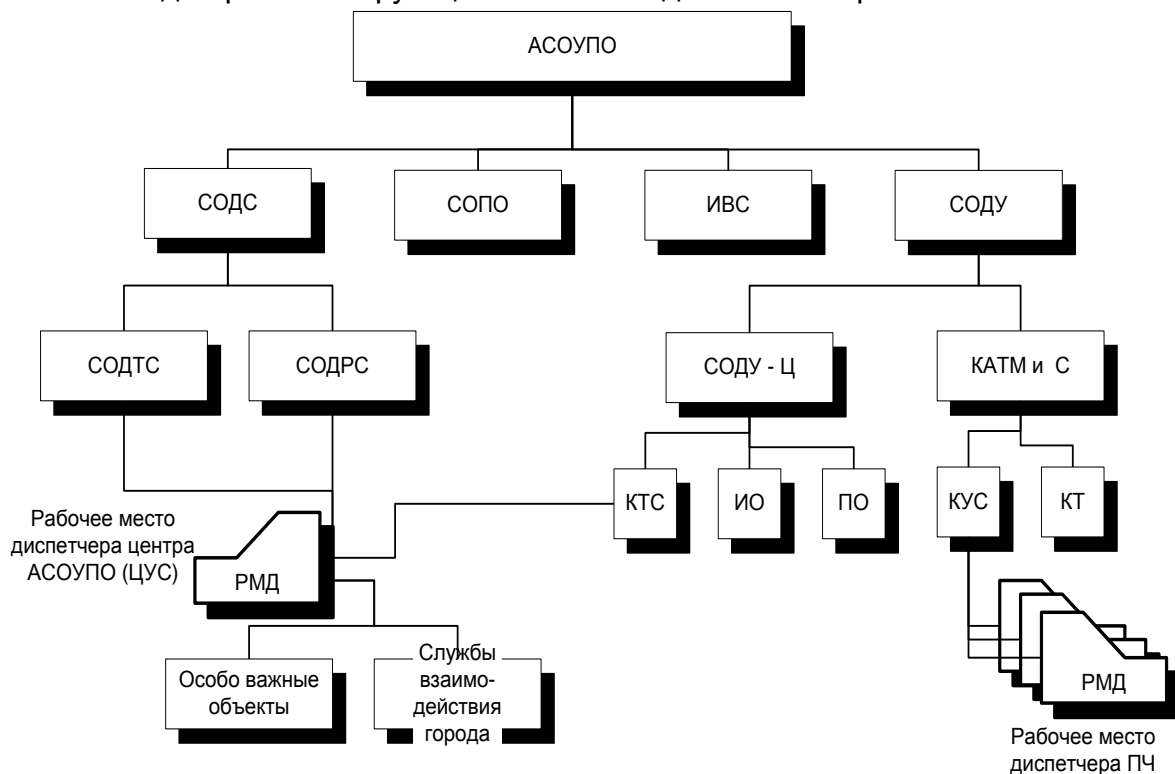 АСОУПО
СОДС
СОПО
ИВС
СОДУ
СОДТС
СОДРС
СОДУ - Ц
КАТМ и С
КТС
ИО
ПО
КУС
КТ
Рабочее место
диспетчера центра
АСОУПО (ЦУС)
РМД
Особо важные
объекты
Службы
взаимо-
действия
города
РМД
Рабочее место
диспетчера ПЧ